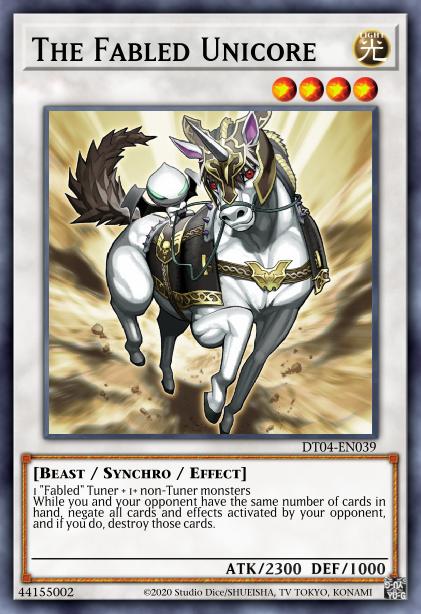 The Fabled Unicore
LIGHT
光
DT04-EN039
[Beast / Synchro / Effect]
1 "Fabled" Tuner + 1+ non-Tuner monsters
While you and your opponent have the same number of cards in
hand, negate all cards and effects activated by your opponent,
and if you do, destroy those cards.
ATK/2300 DEF/1000
44155002
©2020 Studio Dice/SHUEISHA, TV TOKYO, KONAMI